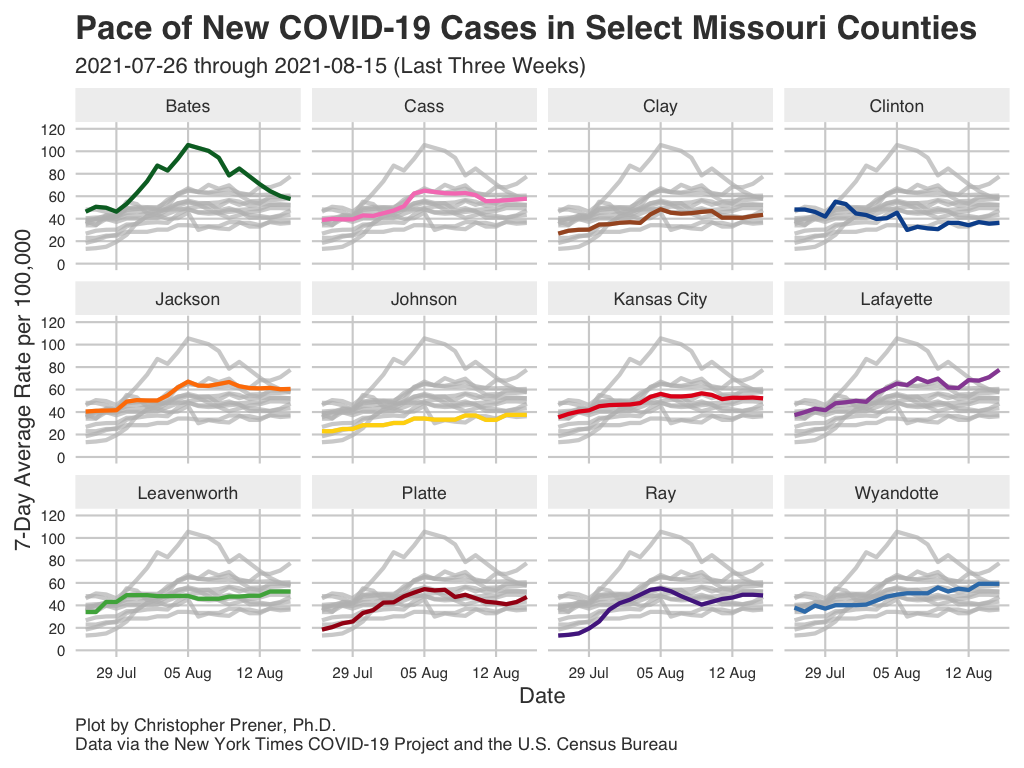 Pace of New COVID-19 Cases in Select Missouri Counties
2021-07-26 through 2021-08-15 (Last Three Weeks)
Bates Cass Clay Clinton
120
100
80
60
40
20
0
Jackson Johnson Kansas City Lafayette
120
100
80
60
40
20
0
Leavenworth Platte Ray Wyandotte
120
100
80
60
40
20
0
7-Day Average Rate per 100,000
29 Jul 05 Aug 12 Aug 29 Jul 05 Aug 12 Aug 29 Jul 05 Aug 12 Aug 29 Jul 05 Aug 12 Aug
Date
Plot by Christopher Prener, Ph.D.
Data via the New York Times COVID-19 Project and the U.S. Census Bureau